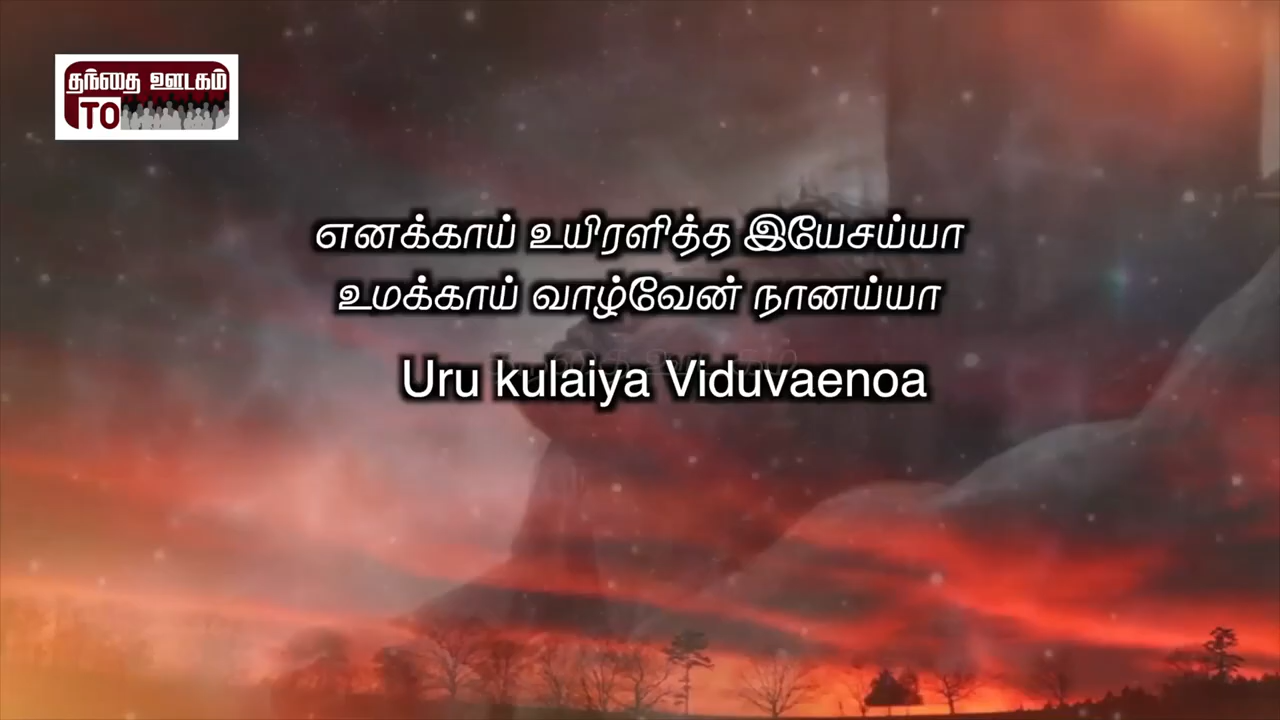 தந்தை ஊடகம்
TO
எனக்காய் உயிரளித்த இயேசய்யா
உமக்காய் வாழ்வேன் நானய்யா
Uru kulaiya Viduvaenoa